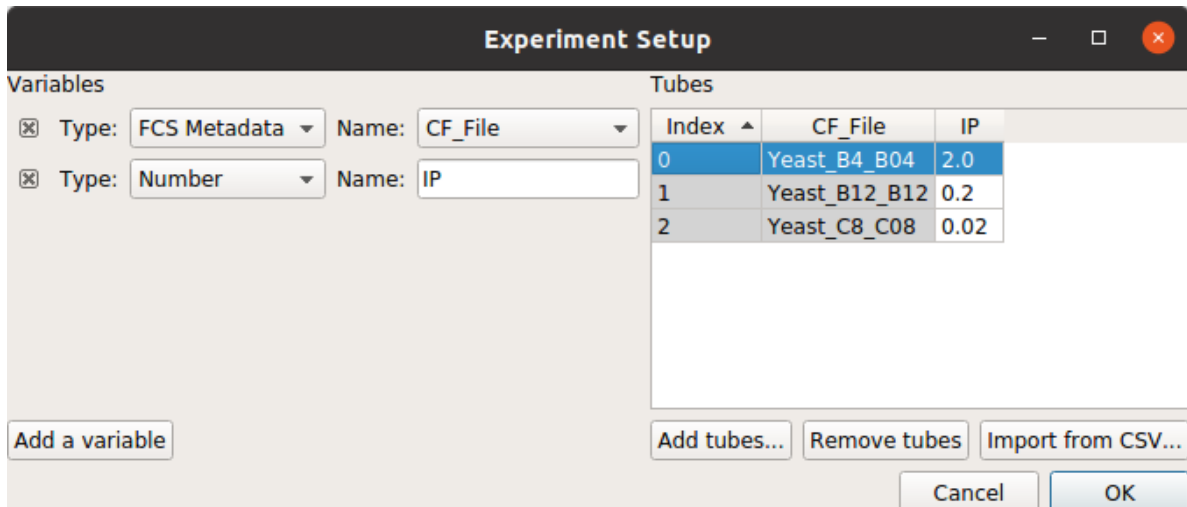 Experiment Setup
Variables
Type: FCS Metadata Name: CF_File
Type: Number Name: IP
Add a variable
Tubes
Index CF_File IP
0 Yeast_B4_B04 2.0
1 Yeast_B12_B12 0.2
2 Yeast_C8_C08 0.02
Add tubes... Remove tubes Import from CSV...
Cancel OK